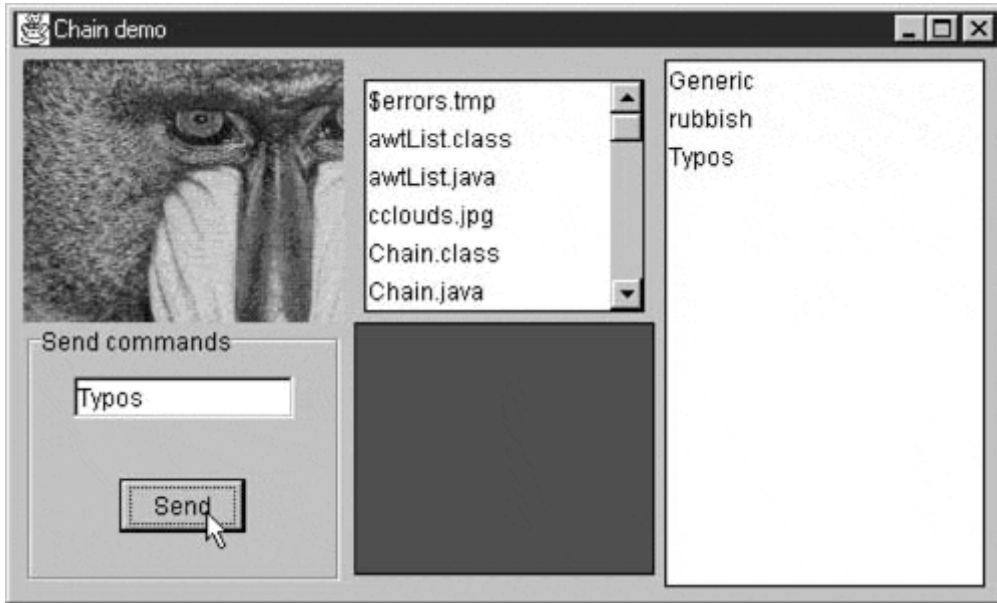 Chain demo
$errors.tmp
awtList.class
awtList.java
cclouds.jpg
Chain.class
Chain.java
Generic
rubbish
Typos
Send commands
Typos
Send